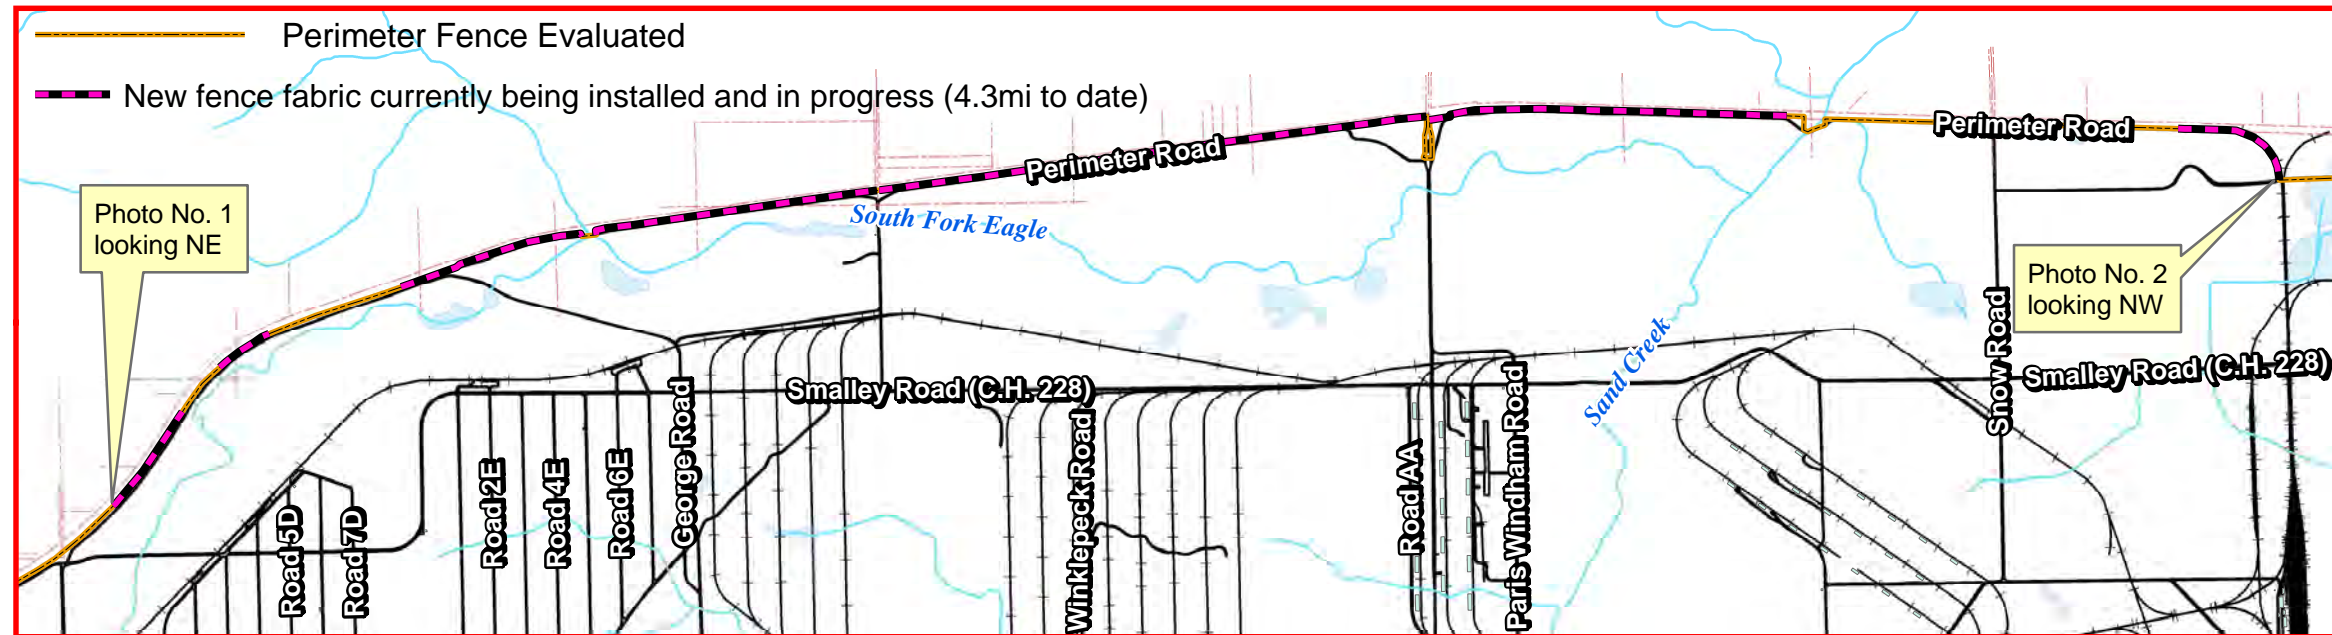 Perimeter Fence Evaluated
New fence fabric currently being installed and in progress (4.3mi to date)
Perimeter Road
Perimeter Road
Photo No. 1
looking NE
South Fork Eagle
Photo No. 2
looking NW
Sand Creek
Snow Road
Smalley Road (C.H. 228)
Smalley Road (C.H. 228)
George Road
Winklepeck Road
Road AA
Paris Windham Road
Road 2E
Road 4E
Road 6E
Road 5D
Road 7D